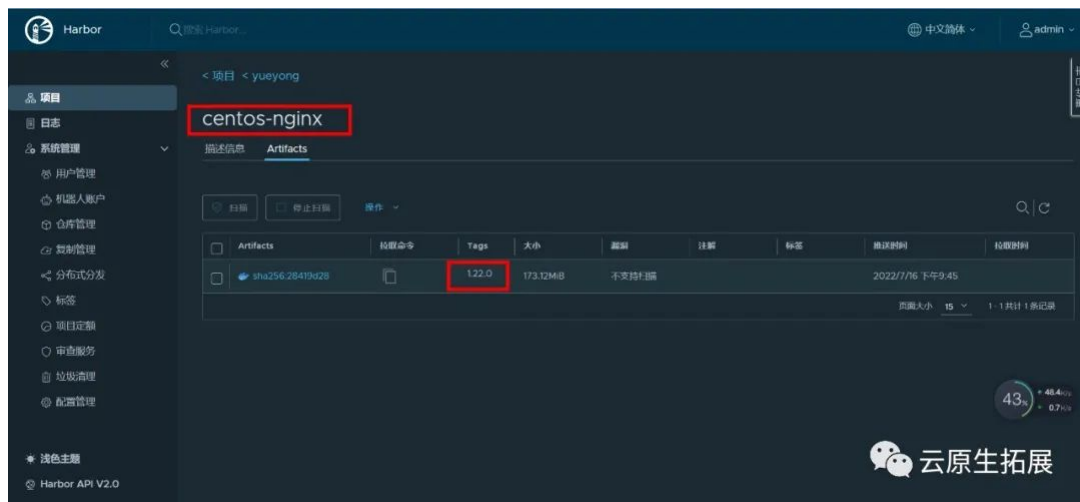 Harbor
搜索 Harbor...
中文简体
admin
< 项目 < yueyong
项目
centos-nginx
日志
描述信息 Artifacts
系统管理
用户管理
机器人账户
扫描 停止扫描 操作
仓库管理
复制管理
Artifacts 拉取命令 Tags 大小 漏洞 注解 标签 推送时间 拉取时间
分布式分发
sha256:28419d28 1.22.0 173.12MiB 不支持扫描 2022/7/16 下午9:45
标签
页面大小 15 1 - 1 共计 1 条记录
项目定额
审查服务
垃圾清理
配置管理
43%
48.4K/s
0.7K/s
浅色主题
Harbor API V2.0
云原生拓展